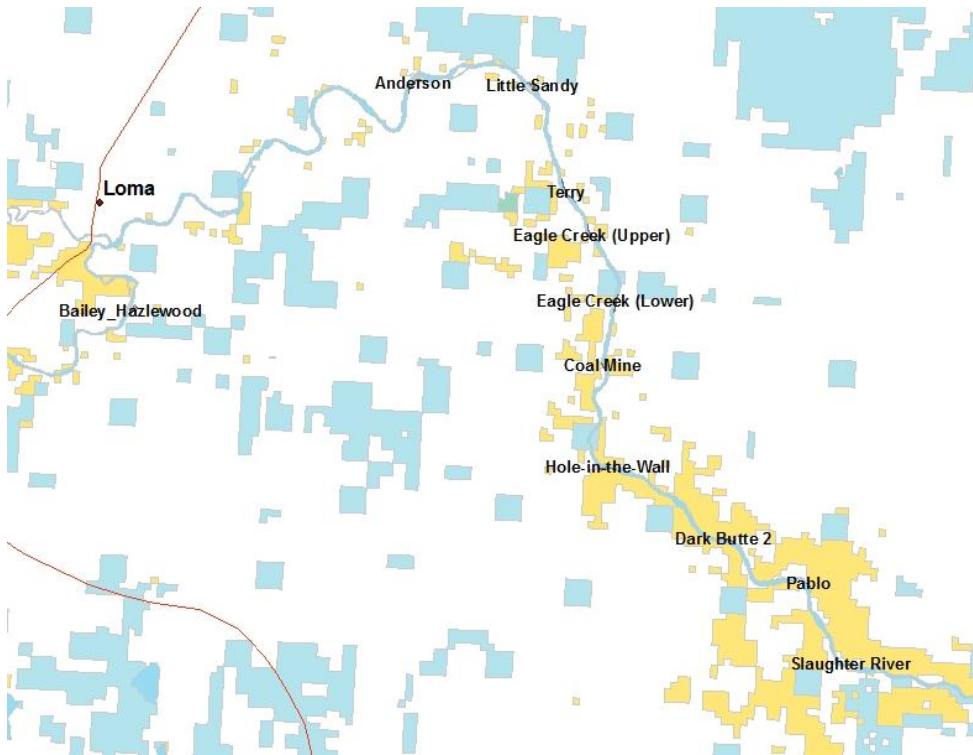 Anderson
Little Sandy
Loma
Terry
Eagle Creek (Upper)
Eagle Creek (Lower)
Bailey_Hazlewood
Coal Mine
Hole-in-the-Wall
Dark Butte 2
Pablo
Slaughter River